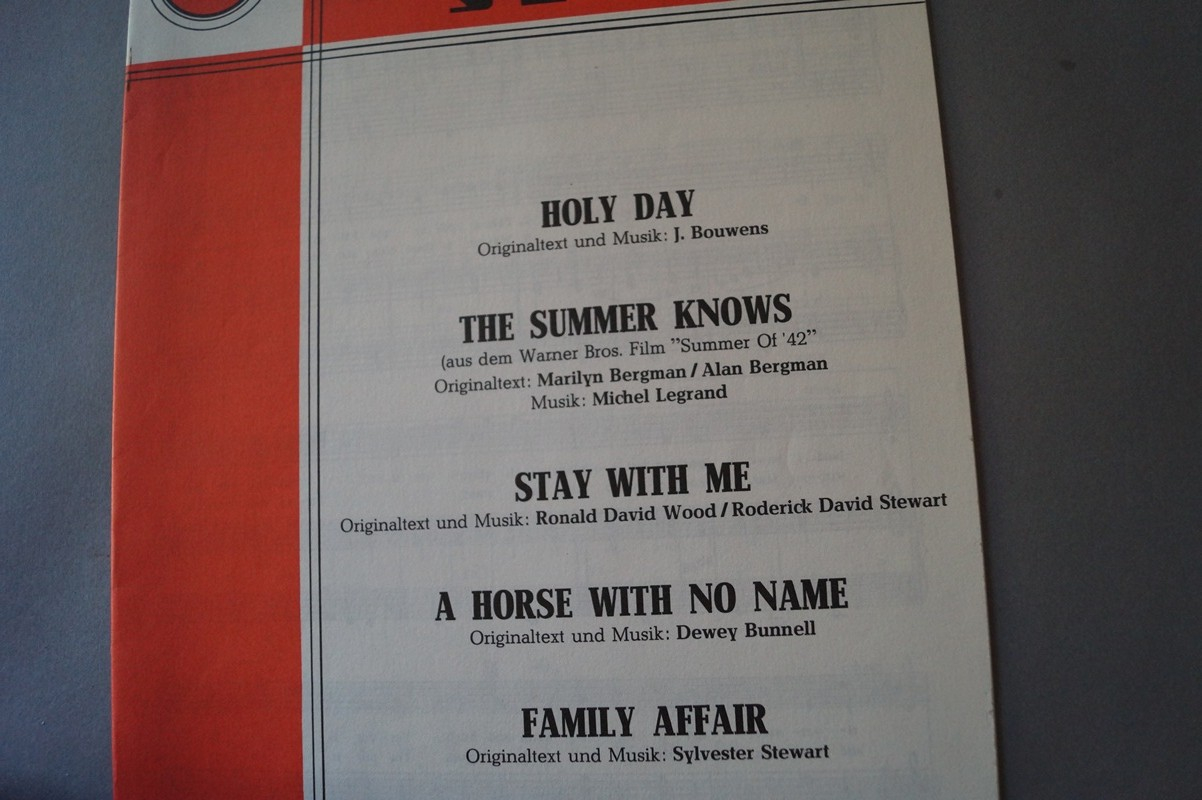 HOLY DAY
Originaltext und Musik: J. Bouwens
THE SUMMER KNOWS
(aus dem Warner Bros. Film ”Summer Of '42”
Originaltext: Marilyn Bergman / Alan Bergman
Musik: Michel Legrand
STAY WITH ME
Originaltext und Musik: Ronald David Wood / Roderick David Stewart
A HORSE WITH NO NAME
Originaltext und Musik: Dewey Bunnell
FAMILY AFFAIR
Originaltext und Musik: Sylvester Stewart